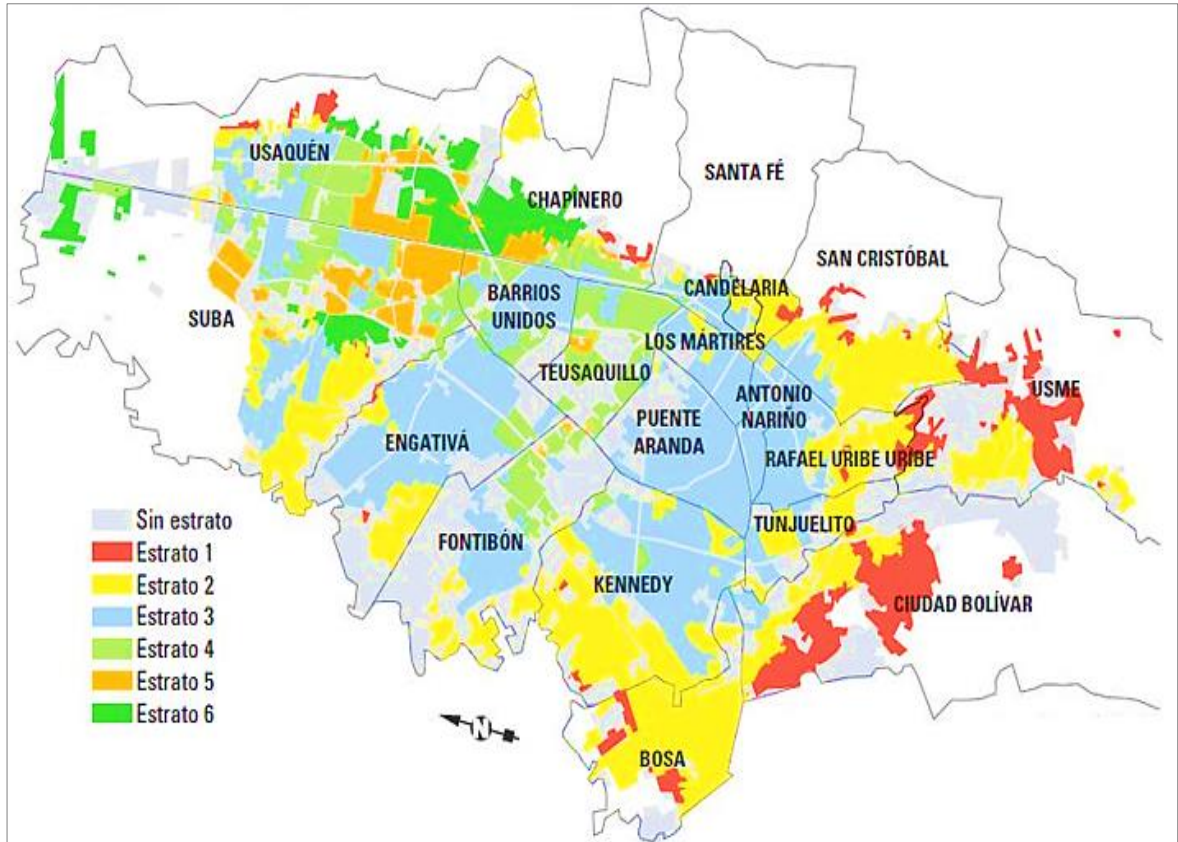 USAQUÉN
CHAPINERO
SANTA FÉ
SAN CRISTÓBAL
SUBA
BARRIOS
UNIDOS
CANDELARIA
LOS MÁRTIRES
TEUSAQUILLO
USME
ANTONIO
NARIÑO
PUENTE
ARANDA
ENGATIVÁ
RAFAEL URIBE URIBE
TUNJUELITO
FONTIBÓN
KENNEDY
CIUDAD BOLÍVAR
BOSA
Sin estrato
Estrato 1
Estrato 2
Estrato 3
Estrato 4
Estrato 5
Estrato 6
N